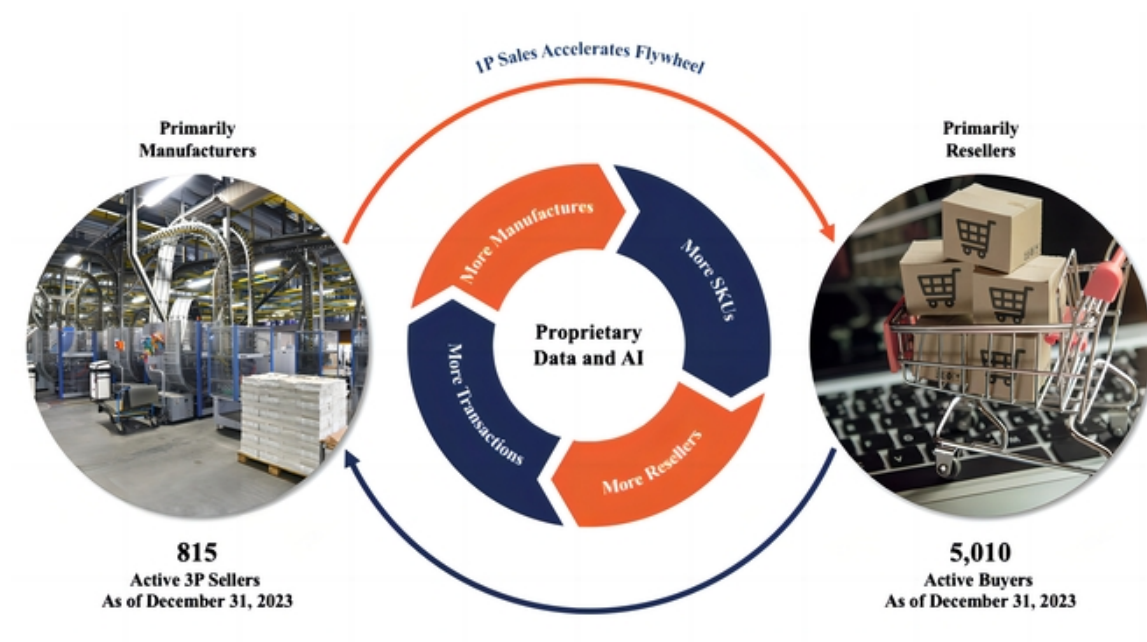 1P Sales Accelerates Flywheel
Primarily
Manufacturers
Primarily
Resellers
More Manufactures
More SKUs
Proprietary
Data and AI
More Transactions
More Resellers
815
Active 3P Sellers
As of December 31, 2023
5,010
Active Buyers
As of December 31, 2023